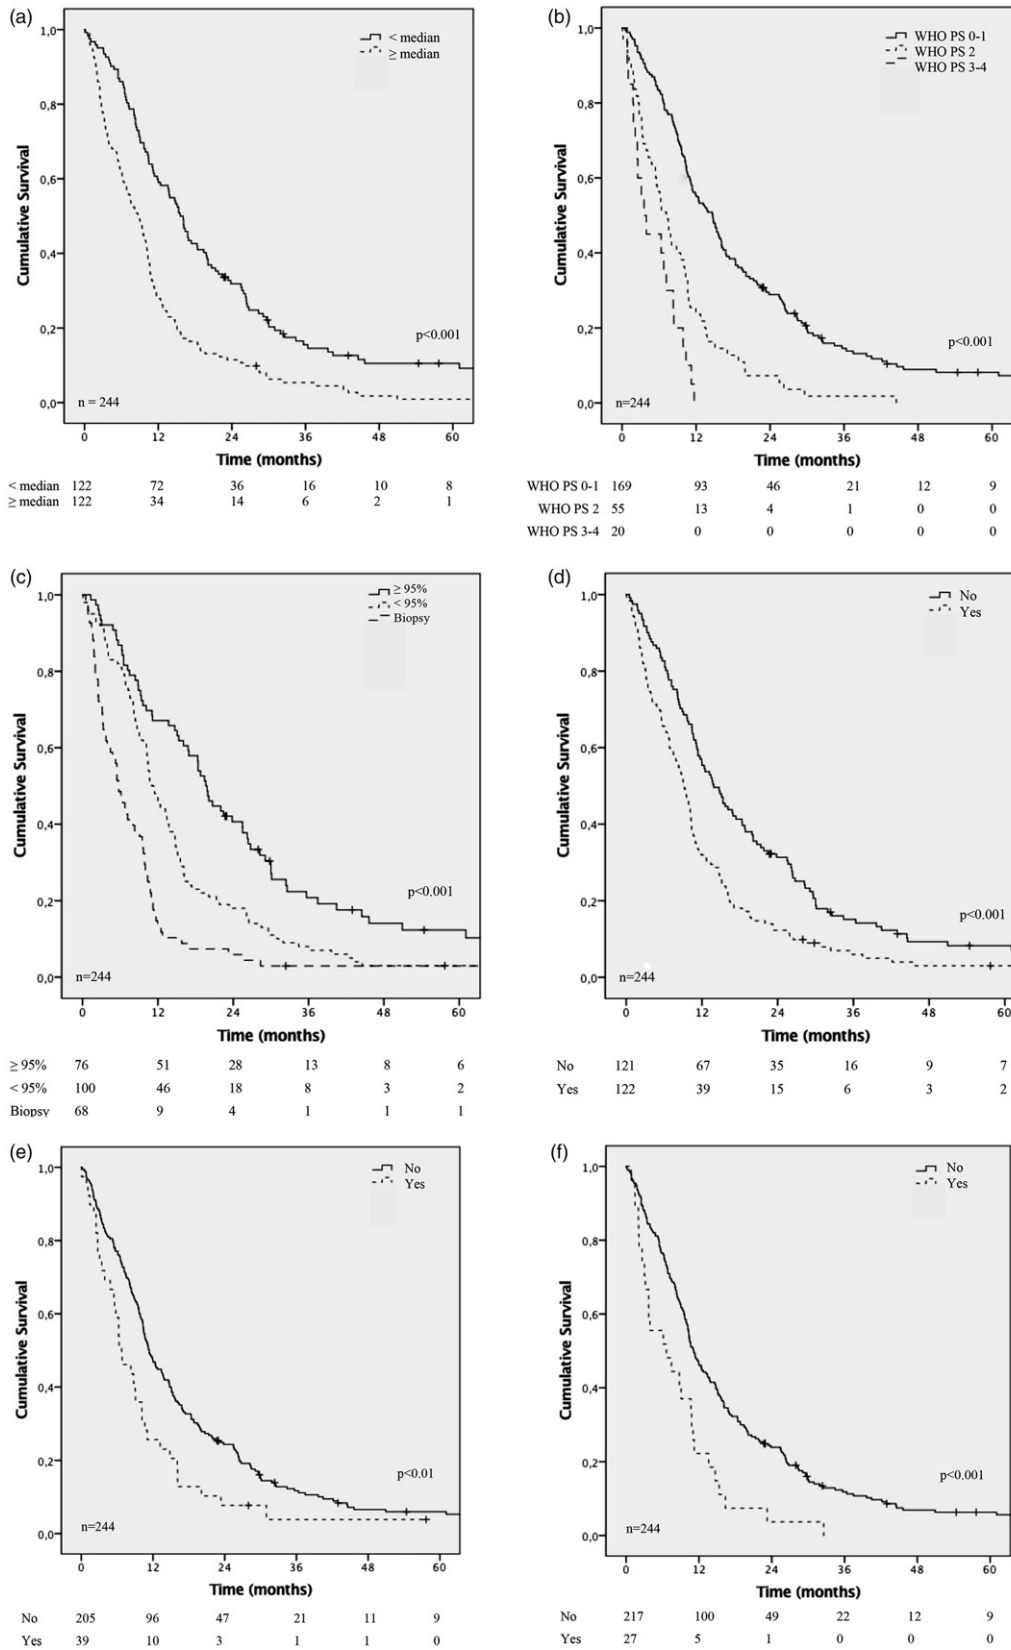 (a)
1,0
0,8
0,6
0,4
0,2
0,0
Cumulative Survival
< median
≥ median
p<0.001
n = 244
0 12 24 36 48 60
Time (months)
< median 122 72 36 16 10 8
≥ median 122 34 14 6 2 1
(b)
1,0
0,8
0,6
0,4
0,2
0,0
Cumulative Survival
WHO PS 0-1
WHO PS 2
WHO PS 3-4
p<0.001
n=244
0 12 24 36 48 60
Time (months)
WHO PS 0-1 169 93 46 21 12 9
WHO PS 2 55 13 4 1 0 0
WHO PS 3-4 20 0 0 0 0 0
(c)
1,0
0,8
0,6
0,4
0,2
0,0
Cumulative Survival
≥ 95%
< 95%
Biopsy
p<0.001
n=244
0 12 24 36 48 60
Time (months)
≥ 95% 76 51 28 13 8 6
< 95% 100 46 18 8 3 2
Biopsy 68 9 4 1 1 1
(d)
1,0
0,8
0,6
0,4
0,2
0,0
Cumulative Survival
No
Yes
p<0.001
n=244
0 12 24 36 48 60
Time (months)
No 121 67 35 16 9 7
Yes 122 39 15 6 3 2
(e)
1,0
0,8
0,6
0,4
0,2
0,0
Cumulative Survival
No
Yes
p<0.01
n=244
0 12 24 36 48 60
Time (months)
No 205 96 47 21 11 9
Yes 39 10 3 1 1 0
(f)
1,0
0,8
0,6
0,4
0,2
0,0
Cumulative Survival
No
Yes
p<0.001
n=244
0 12 24 36 48 60
Time (months)
No 217 100 49 22 12 9
Yes 27 5 1 0 0 0